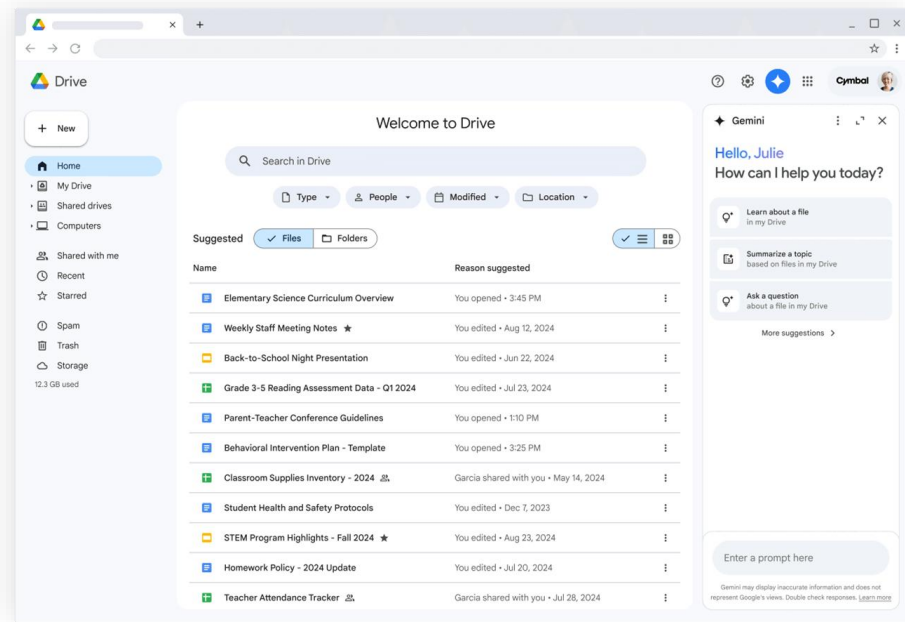 Drive
Cymbal
New
Home
My Drive
Shared drives
Computers
Shared with me
Recent
Starred
Spam
Trash
Storage
12.3 GB used
Welcome to Drive
Search in Drive
Type People Modified Location
Suggested Files Folders
Name Reason suggested
Elementary Science Curriculum Overview You opened • 3:45 PM
Weekly Staff Meeting Notes You edited • Aug 12, 2024
Back-to-School Night Presentation You edited • Jun 22, 2024
Grade 3-5 Reading Assessment Data - Q1 2024 You edited • Jul 23, 2024
Parent-Teacher Conference Guidelines You opened • 1:10 PM
Behavioral Intervention Plan - Template You opened • 3:25 PM
Classroom Supplies Inventory - 2024 Garcia shared with you • May 14, 2024
Student Health and Safety Protocols You edited • Dec 7, 2023
STEM Program Highlights - Fall 2024 You edited • Aug 23, 2024
Homework Policy - 2024 Update You edited • Jul 20, 2024
Teacher Attendance Tracker Garcia shared with you • Jul 28, 2024
Gemini
Hello, Julie
How can I help you today?
Learn about a file
in my Drive
Summarize a topic
based on files in my Drive
Ask a question
about a file in my Drive
More suggestions
Enter a prompt here
Gemini may display inaccurate information and does not
represent Google's views. Double check responses. Learn more